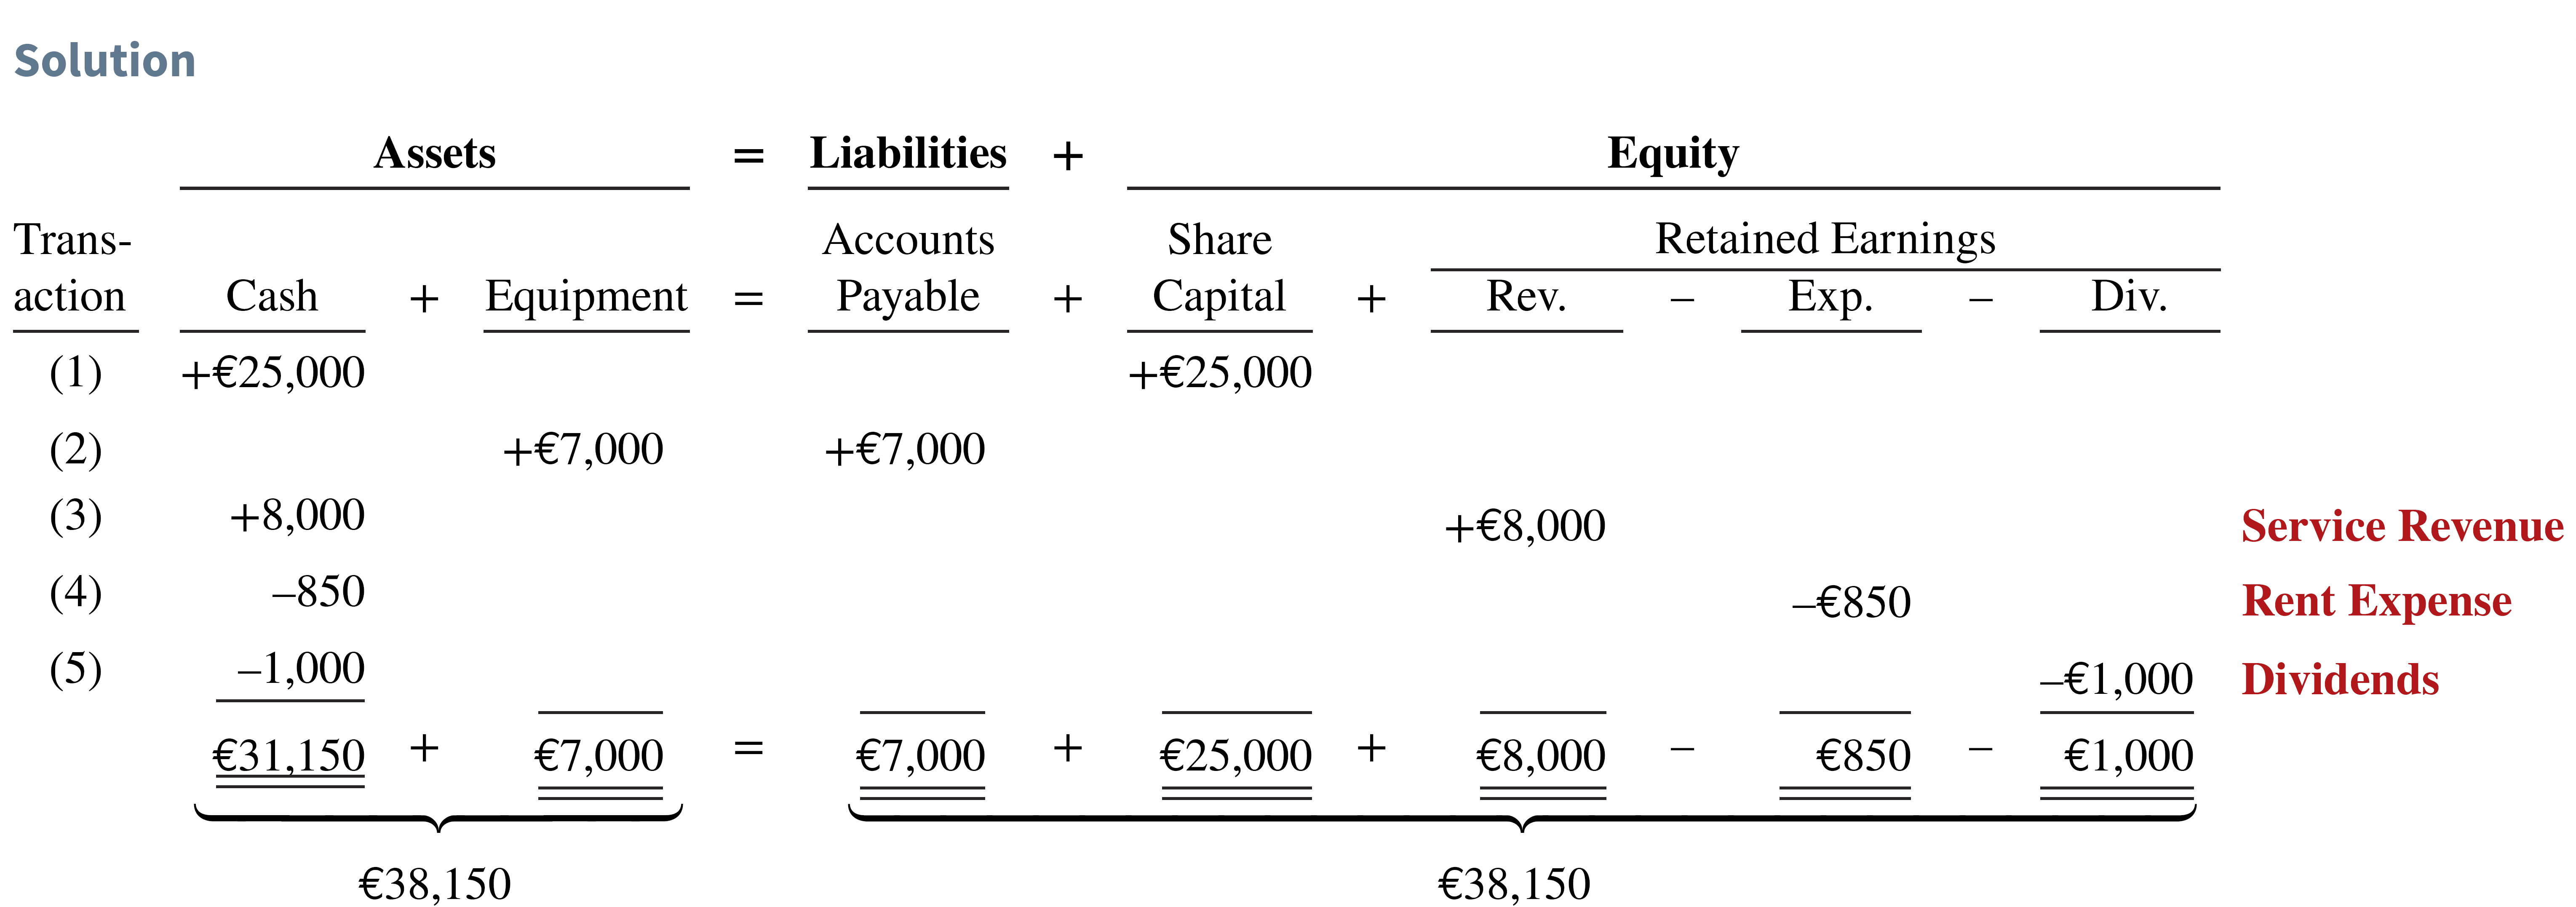 Solution
Assets = Liabilities + Equity
Trans- Accounts Share Retained Earnings
action Cash + Equipment = Payable + Capital + Rev. – Exp. – Div.
(1) +€25,000 +€25,000
(2) +€7,000 +€7,000
(3) +8,000 +€8,000 Service Revenue
(4) –850 –€850 Rent Expense
(5) –1,000 –€1,000 Dividends
€31,150 + €7,000 = €7,000 + €25,000 + €8,000 – €850 – €1,000
€38,150 €38,150